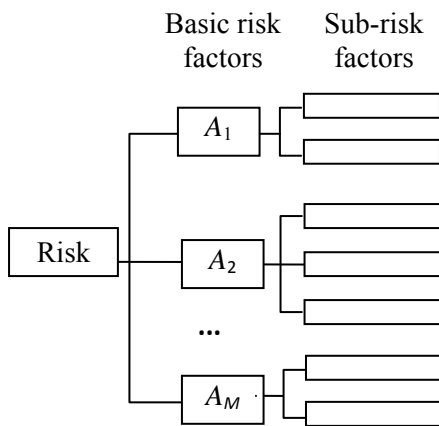 Basic risk
factors
Sub-risk
factors
A1
Risk
A2
...
AM